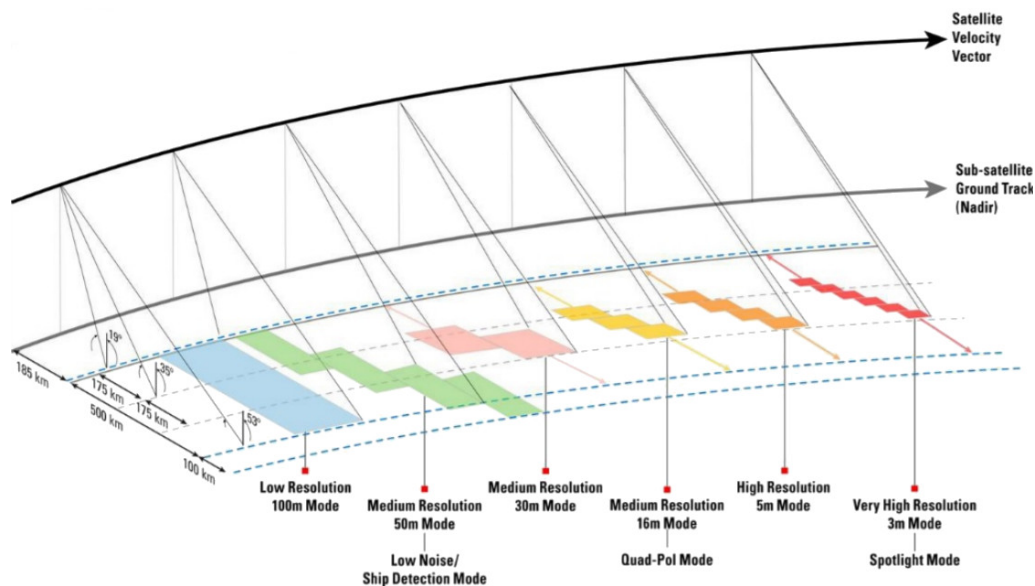 Satellite
Velocity
Vector
Sub-satellite
Ground Track
(Nadir)
19°
35°
53°
185 km
175 km
175 km
500 km
100 km
Low Resolution
100m Mode
Medium Resolution
50m Mode
Low Noise/
Ship Detection Mode
Medium Resolution
30m Mode
Medium Resolution
16m Mode
Quad-Pol Mode
High Resolution
5m Mode
Very High Resolution
3m Mode
Spotlight Mode